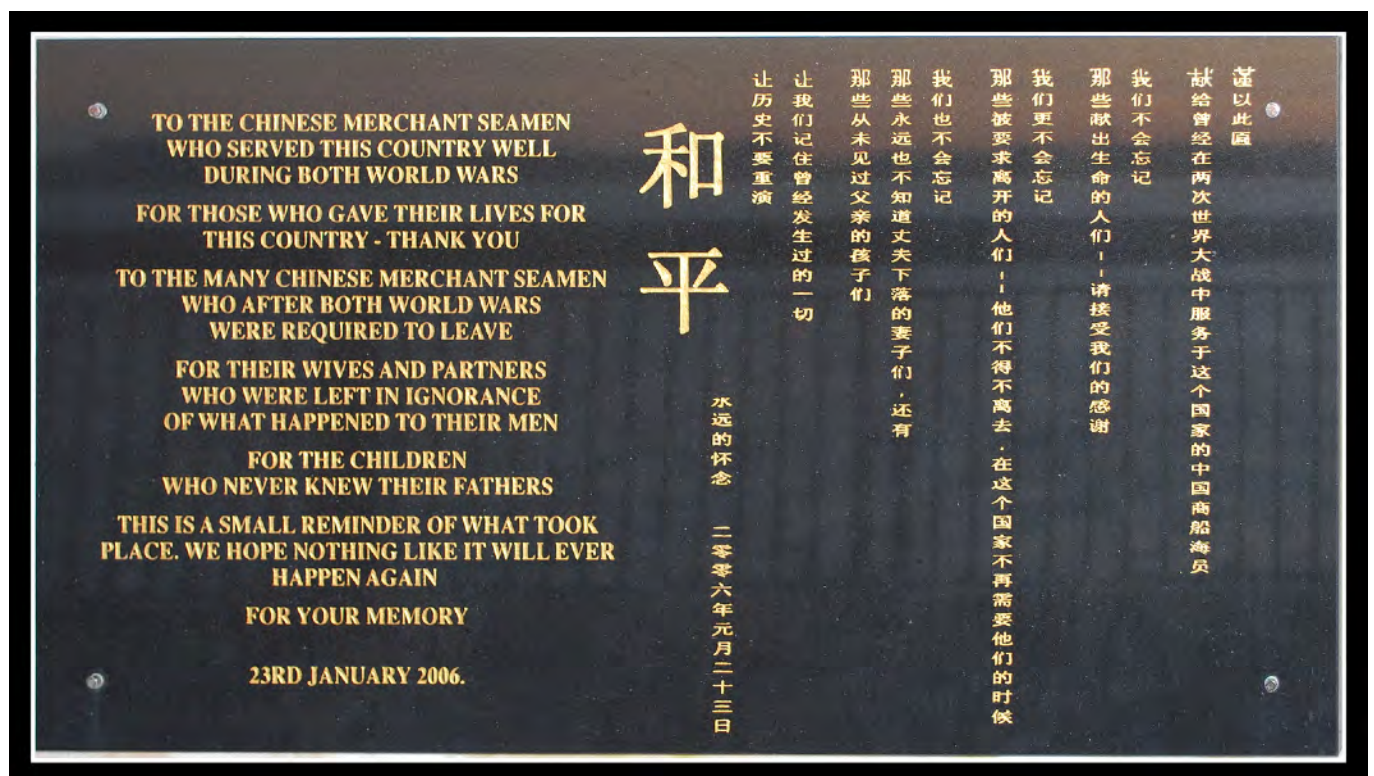 TO THE CHINESE MERCHANT SEAMEN
WHO SERVED THIS COUNTRY WELL
DURING BOTH WORLD WARS
FOR THOSE WHO GAVE THEIR LIVES FOR
THIS COUNTRY - THANK YOU
TO THE MANY CHINESE MERCHANT SEAMEN
WHO AFTER BOTH WORLD WARS
WERE REQUIRED TO LEAVE
FOR THEIR WIVES AND PARTNERS
WHO WERE LEFT IN IGNORANCE
OF WHAT HAPPENED TO THEIR MEN
FOR THE CHILDREN
WHO NEVER KNEW THEIR FATHERS
THIS IS A SMALL REMINDER OF WHAT TOOK
PLACE. WE HOPE NOTHING LIKE IT WILL EVER
HAPPEN AGAIN
FOR YOUR MEMORY
23RD JANUARY 2006.
谨以此匾
献给曾经在两次世界大战中服务于这个国家的中国商船海员
我们不会忘记
那些献出生命的人们--请接受我们的感谢
我们更不会忘记
那些被要求离开的人们--他们不得不离去.在这个国家不再需要他们的时候
我们也不会忘记
那些永远也不知道丈夫下落的妻子们,还有
那些从未见过父亲的孩子们
让我们记住曾经发生过的一切
让历史不要重演
水远的怀念 二零零六年元月二十三日
和平